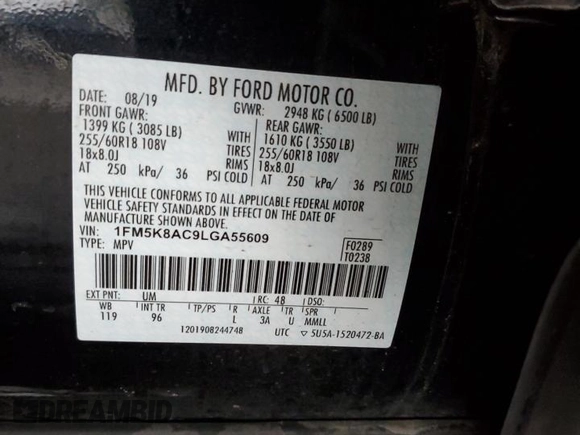 MFD. BY FORD MOTOR CO.
DATE: 08/19 GVWR: 2948 KG ( 6500 LB)
FRONT GAWR: REAR GAWR:
1399 KG ( 3085 LB) WITH 1610 KG ( 3550 LB) WITH
255/60R18 108V TIRES 255/60R18 108V TIRES
18x8.0J RIMS 18x8.0J RIMS
AT 250 kPa/ 36 PSI COLD AT 250 kPa/ 36 PSI COLD
THIS VEHICLE CONFORMS TO ALL APPLICABLE FEDERAL MOTOR
VEHICLE SAFETY STANDARDS IN EFFECT ON THE DATE OF
MANUFACTURE SHOWN ABOVE.
VIN: 1FM5K8AC9LGA55609 F0289
TYPE: MPV T0238
EXT PNT: UM RC: 48 DSO:
WB INT TR TP/PS R AXLE TR SPR
119 96 L 3A U MMLL
1201908244748 UTC ▽ 5U5A-1520472-BA
DREAMBID